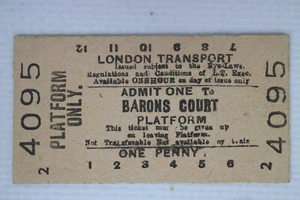 12 11 10 9 8 7
LONDON TRANSPORT
Issued subject to the Bye-Laws,
Regulations and Conditions of L.T. Exec.
Available ONE HOUR on day of issue only
ADMIT ONE TO
BARONS COURT
PLATFORM
This ticket must be given up
on leaving Platform.
Not Transferable
ONE PENNY
1 2 3 4 5 6
PLATFORM
ONLY.
4095
2
4095
2